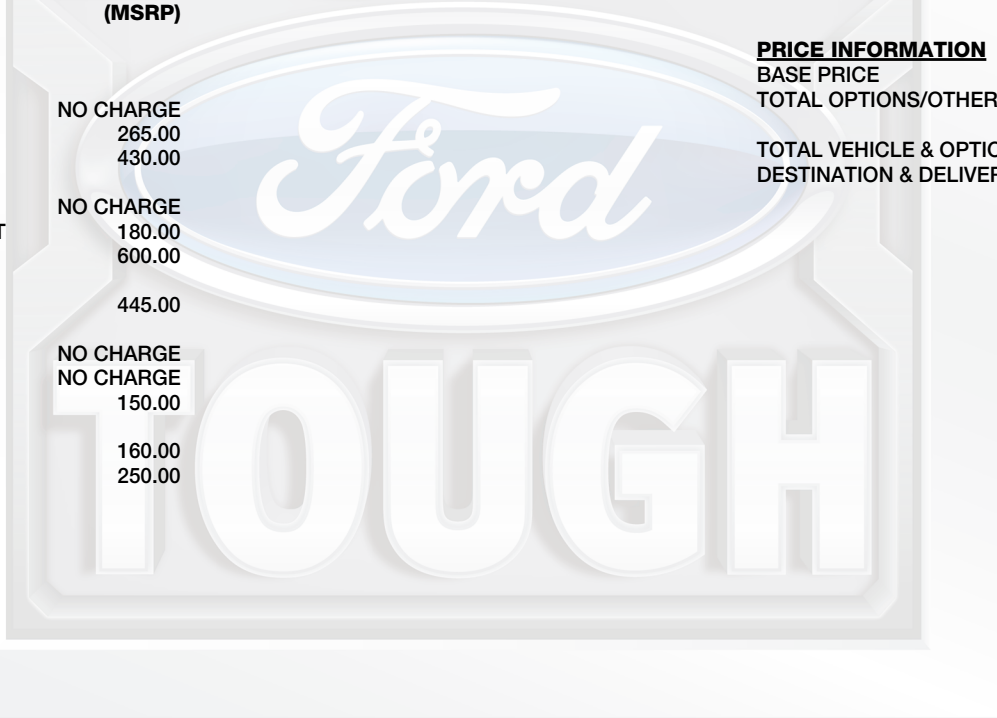 (MSRP)
NO CHARGE
265.00
430.00
NO CHARGE
T 180.00
600.00
445.00
NO CHARGE
NO CHARGE
150.00
160.00
250.00
PRICE INFORMATION
BASE PRICE
TOTAL OPTIONS/OTHER
TOTAL VEHICLE & OPTIO
DESTINATION & DELIVER
Ford
TOUGH